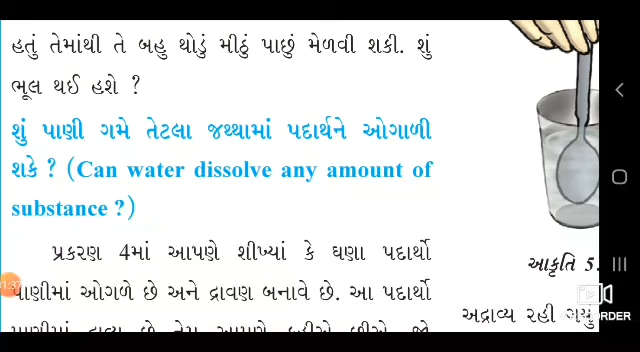 હતું તેમાંથી તે બહુ થોડું મીઠું પાછું મેળવી શકી. શું
ભૂલ થઈ હશે ?
શું પાણી ગમે તેટલા જથ્થામાં પદાર્થને ઓગાળી
શકે ? (Can water dissolve any amount of
substance ?)
પ્રકરણ 4માં આપણે શીખ્યાં કે ઘણા પદાર્થો
પાણીમાં ઓગળે છે અને દ્રાવણ બનાવે છે. આ પદાર્થો
આકૃતિ 5.
અદ્રાવ્ય રહી ગયું